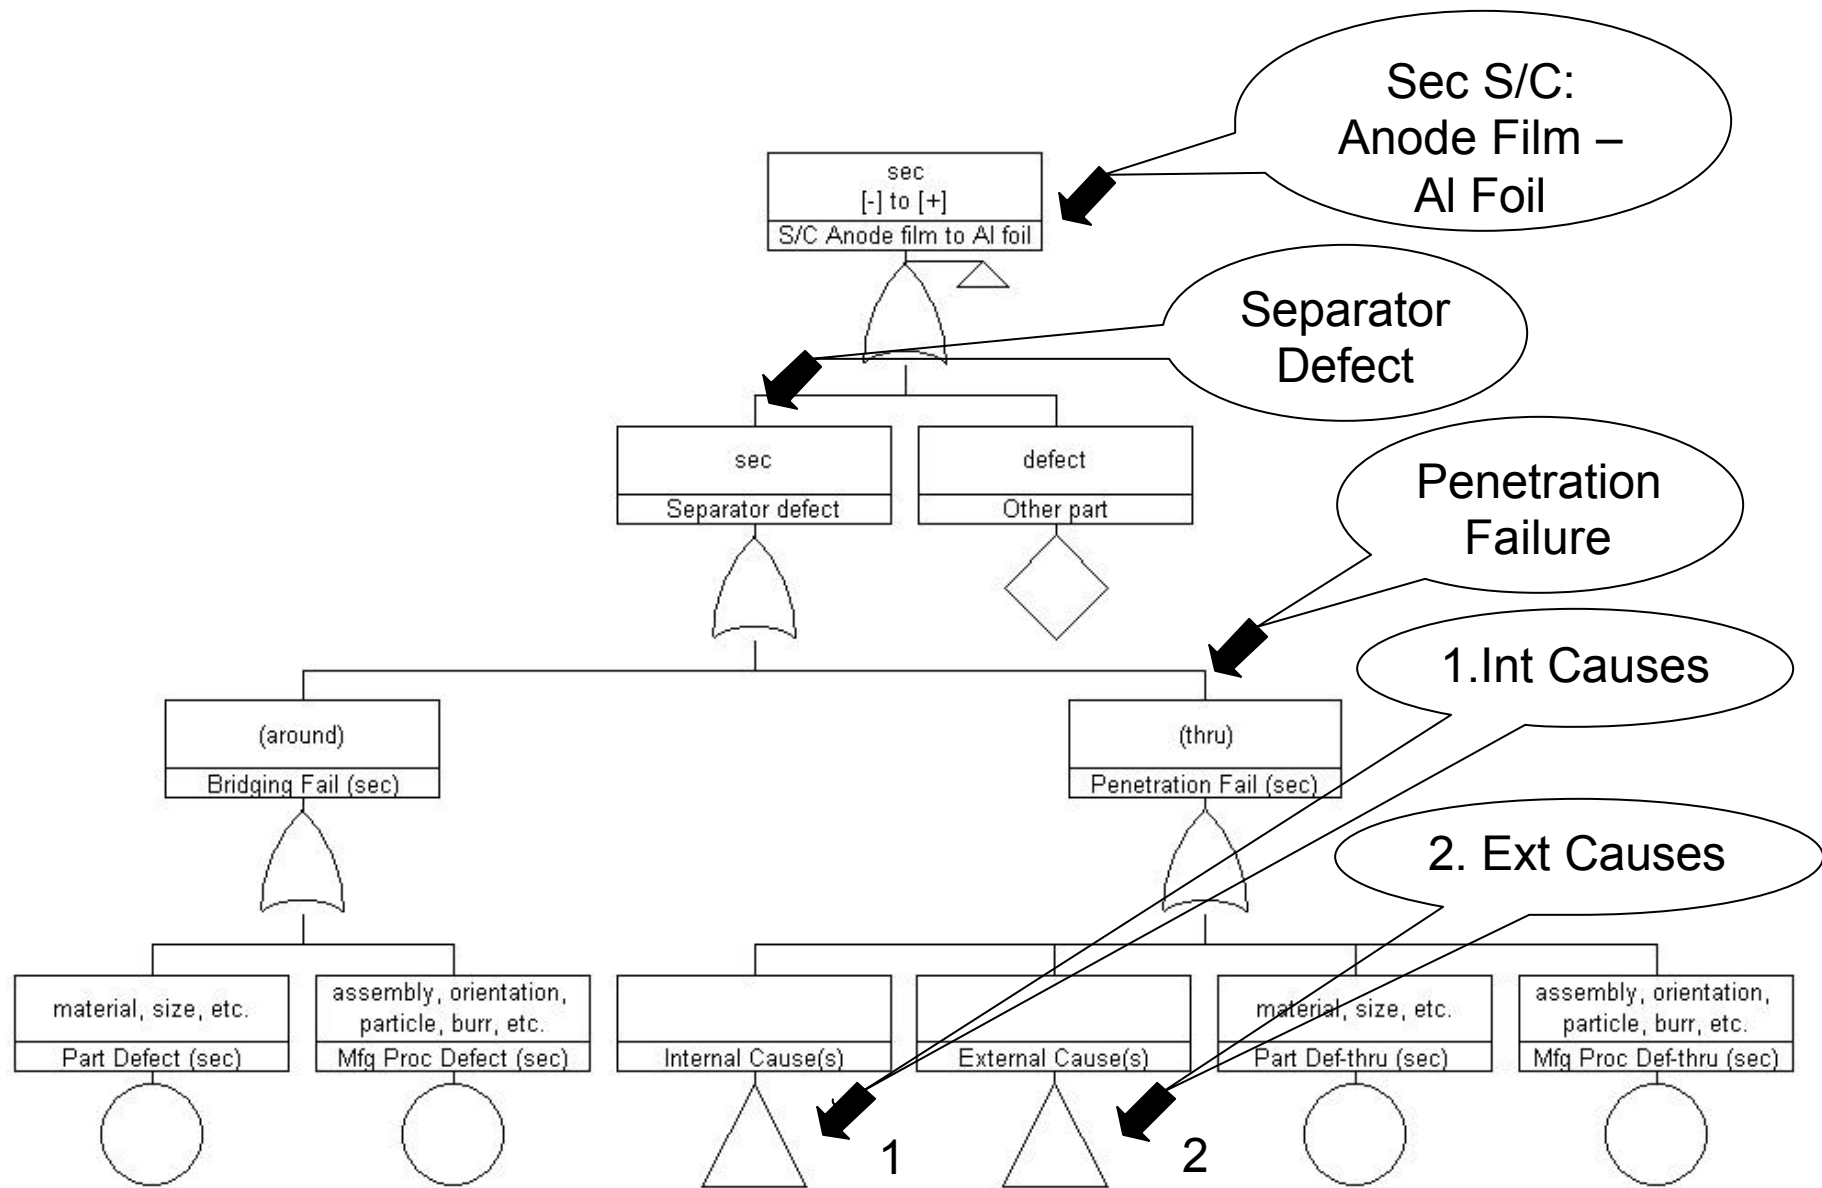 Sec S/C:
Anode Film –
Al Foil
sec
[-] to [+]
S/C Anode film to Al foil
Separator
Defect
sec
Separator defect
defect
Other part
Penetration
Failure
1.Int Causes
(around)
Bridging Fail (sec)
(thru)
Penetration Fail (sec)
2. Ext Causes
material, size, etc.
Part Defect (sec)
assembly, orientation,
particle, burr, etc.
Mfg Proc Defect (sec)
Internal Cause(s)
External Cause(s)
material, size, etc.
Part Def-thru (sec)
assembly, orientation,
particle, burr, etc.
Mfg Proc Def-thru (sec)
1
2